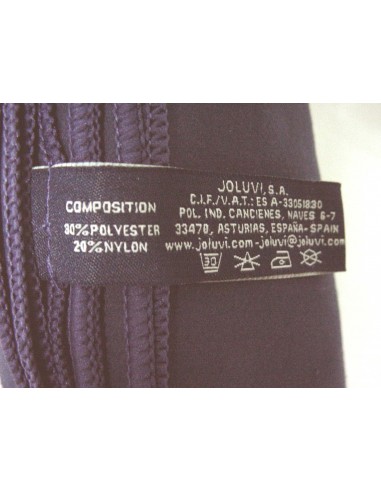 COMPOSITION
80%POLYESTER
20%NYLON
JOLUVI, S.A.
C.I.F./V.A.T.: ES A-33051830
POL. IND. CANCIENES, NAVES 6-7
33470, ASTURIAS, ESPAÑA- SPAIN
www.joluvi.com-joluvi@joluvi.com
30